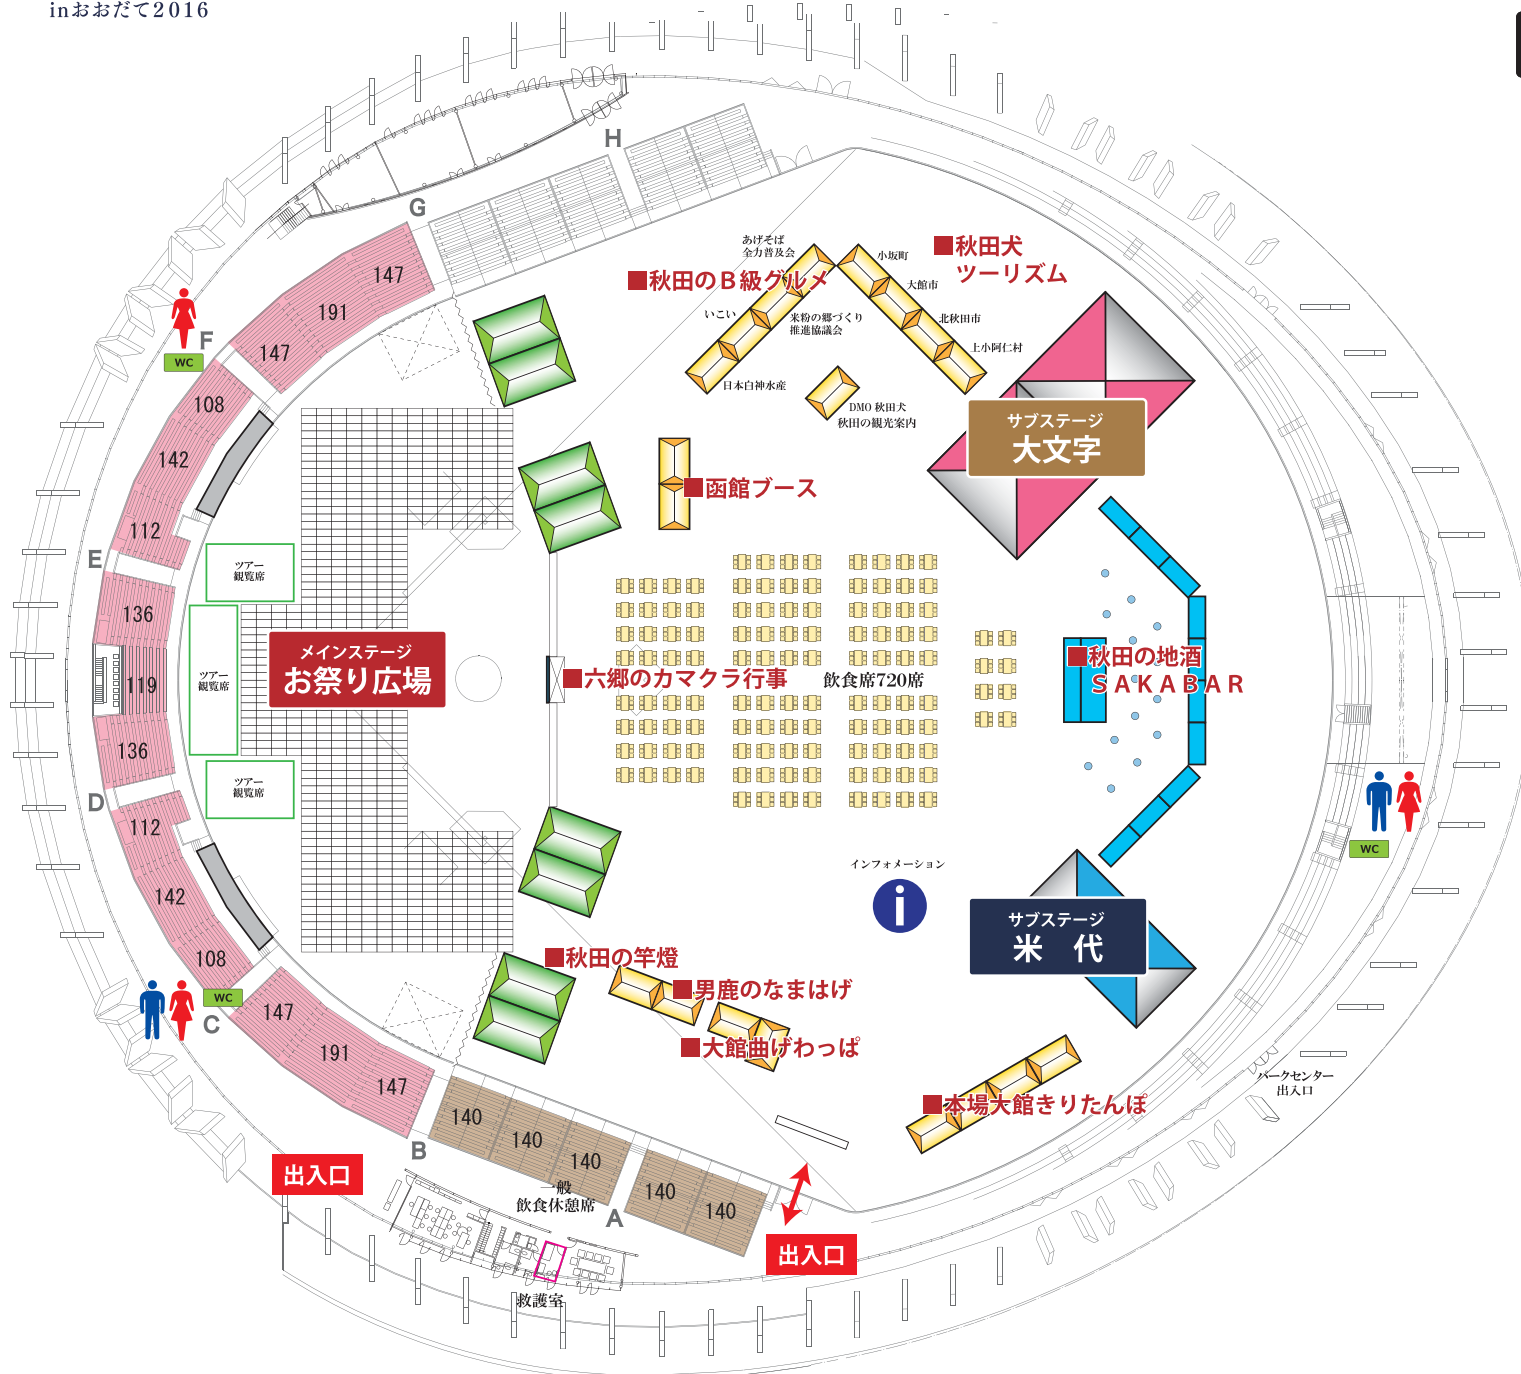 inおおだて2016
H
G
あげそば
全力普及会
小坂町
■秋田犬
ツーリズム
■秋田のB級グルメ
大館市
147
191
147
いこい
米粉の郷づくり
推進協議会
北秋田市
上小阿仁村
F
WC
日本白神水産
DMO 秋田犬
秋田の観光案内
サブステージ
大文字
108
142
112
■函館ブース
E
ツアー
観覧席
136
メインステージ
お祭り広場
ツアー
観覧席
119
■六郷のカマクラ行事
飲食席720席
■秋田の地酒
SAKABAR
136
ツアー
観覧席
D
112
WC
インフォメーション
i
142
サブステージ
米 代
108
■秋田の竿燈
■男鹿のなまはげ
WC
C
147
191
147
■大館曲げわっぱ
パークセンター
出入口
■本場大館きりたんぽ
140
140
140
140
140
B
出入口
一般
飲食休憩席
A
出入口
救護室